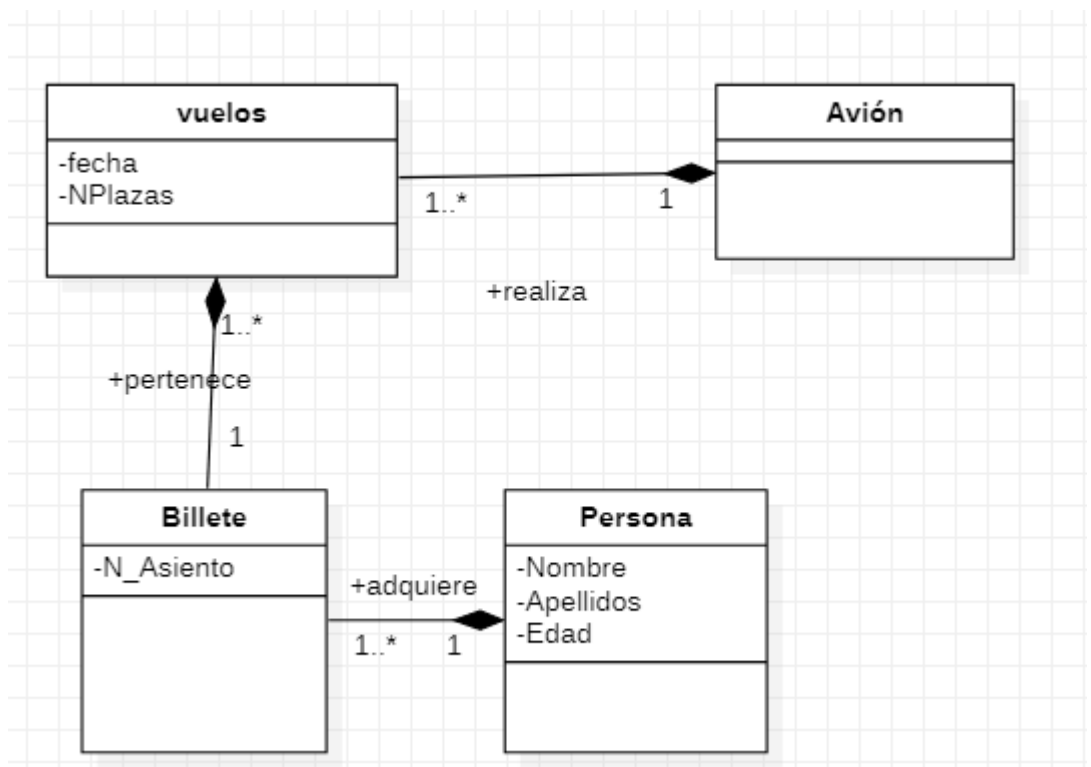 vuelos
-fecha
-NPlazas
Avión
1..*
1
+realiza
1..*
+pertenece
1
Billete
-N_Asiento
+adquiere
1..*
1
Persona
-Nombre
-Apellidos
-Edad